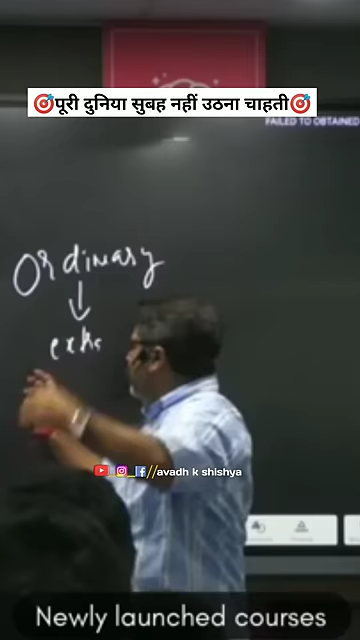 🎯पूरी दुनिया सुबह नहीं उठना चाहती🎯
FAILED TO OBTAINED
Ordinary
↓
//avadh k shishya
Newly launched courses